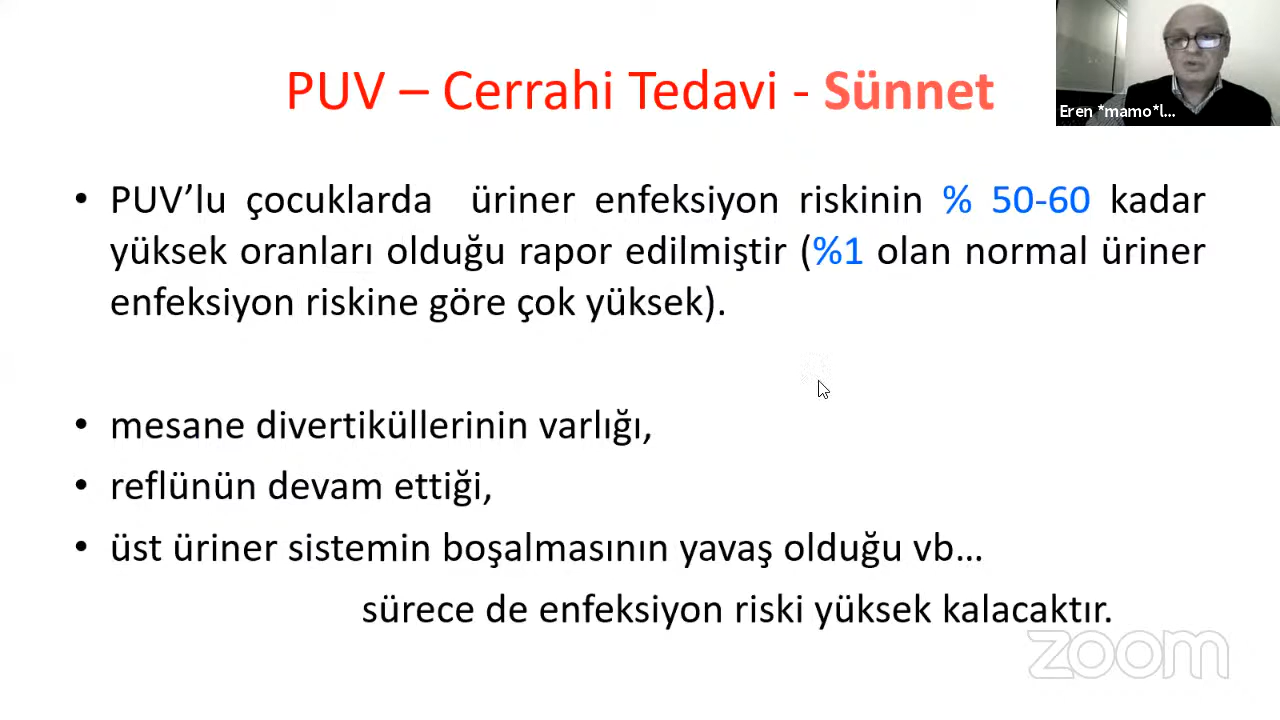 PUV – Cerrahi Tedavi - Sünnet
Eren *mamo*l...
• PUV’lu çocuklarda üriner enfeksiyon riskinin % 50-60 kadar
yüksek oranları olduğu rapor edilmiştir (%1 olan normal üriner
enfeksiyon riskine göre çok yüksek).
• mesane divertiküllerinin varlığı,
• reflünün devam ettiği,
• üst üriner sistemin boşalmasının yavaş olduğu vb…
sürece de enfeksiyon riski yüksek kalacaktır.
zoom